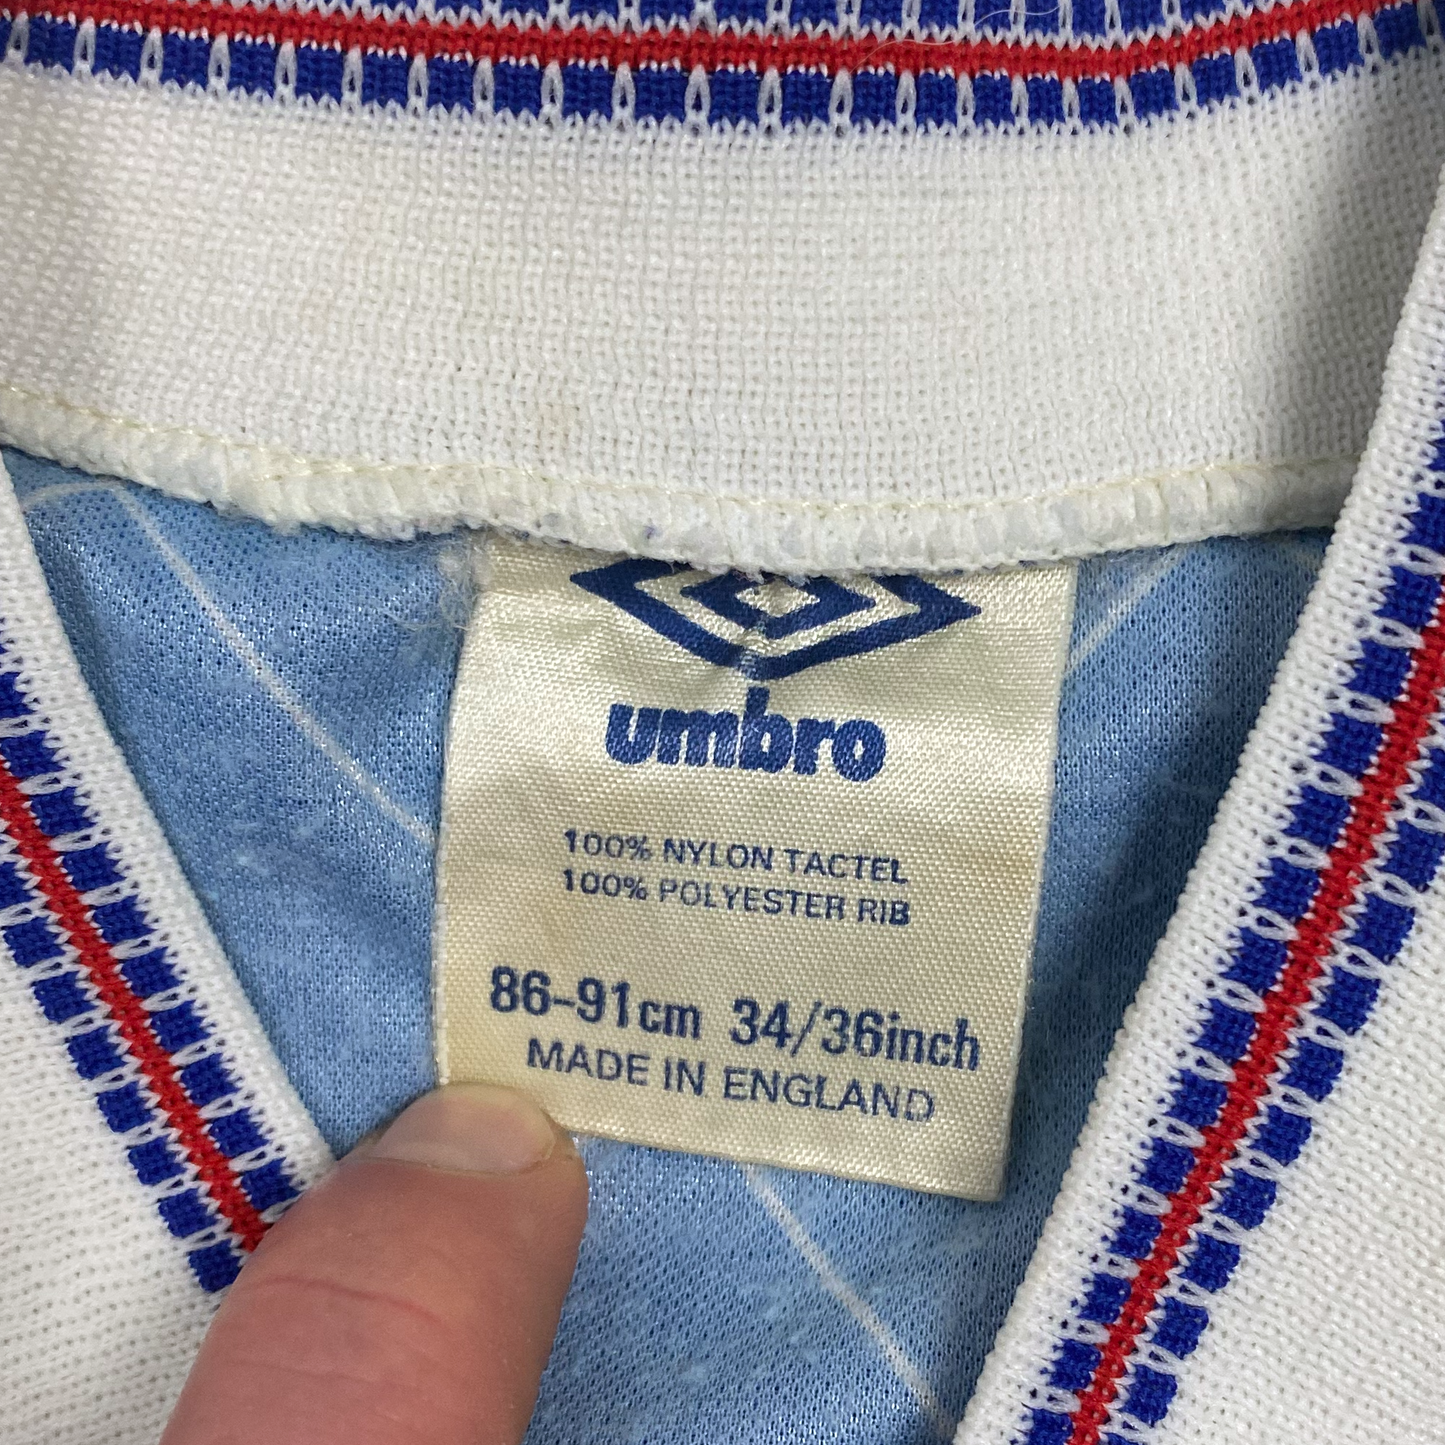 umbro
100% NYLON TACTEL
100% POLYESTER RIB
86-91cm 34/36inch
MADE IN ENGLAND